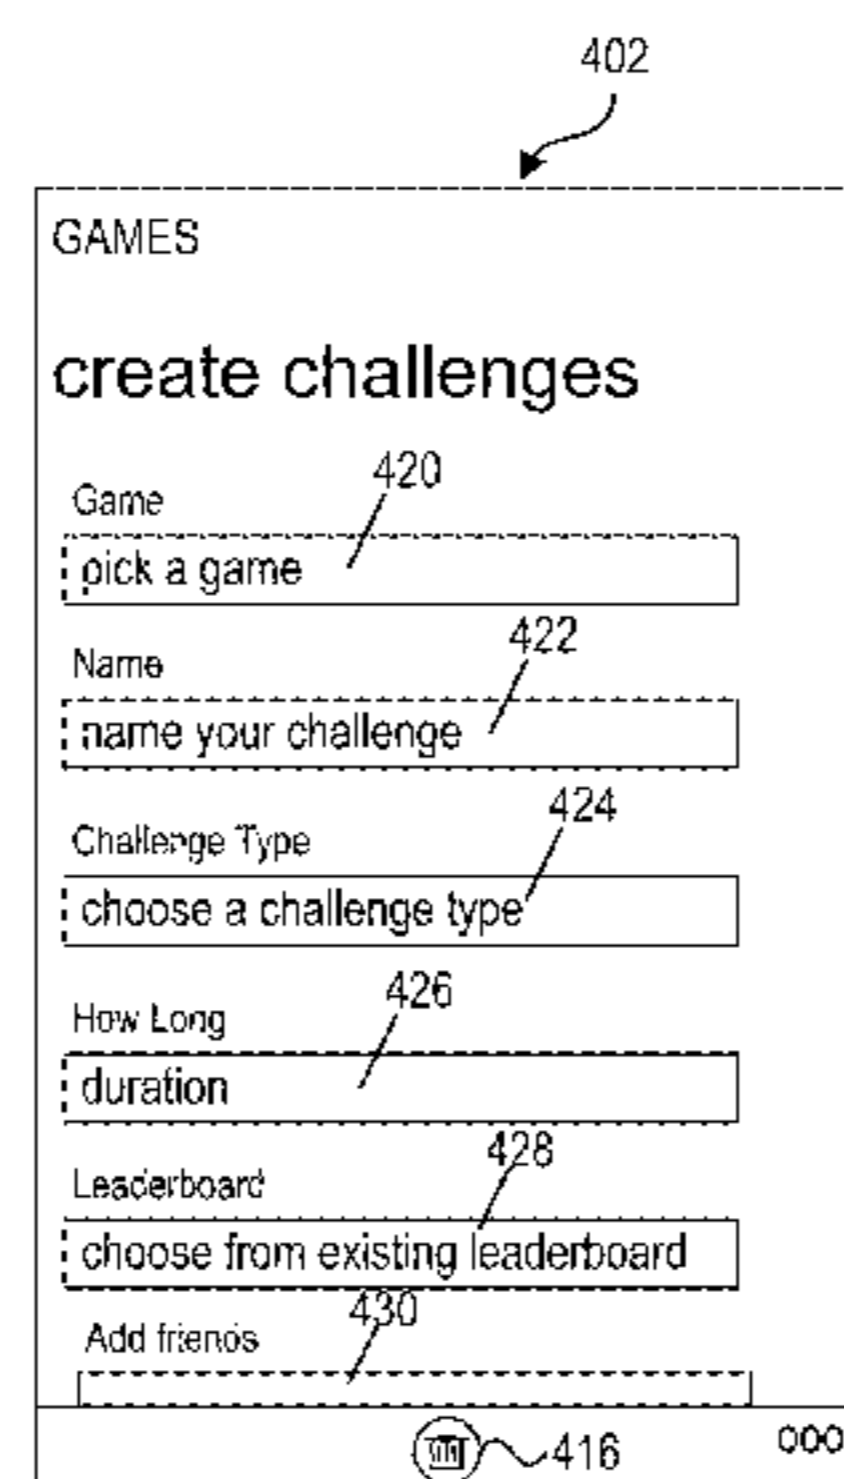 402
GAMES
create challenges
420
Game
pick a game
422
Name
name your challenge
424
Challenge Type
choose a challenge type
426
How Long
duration
428
Leaderboard
choose from existing leaderboard
430
Add friends
416
ooo